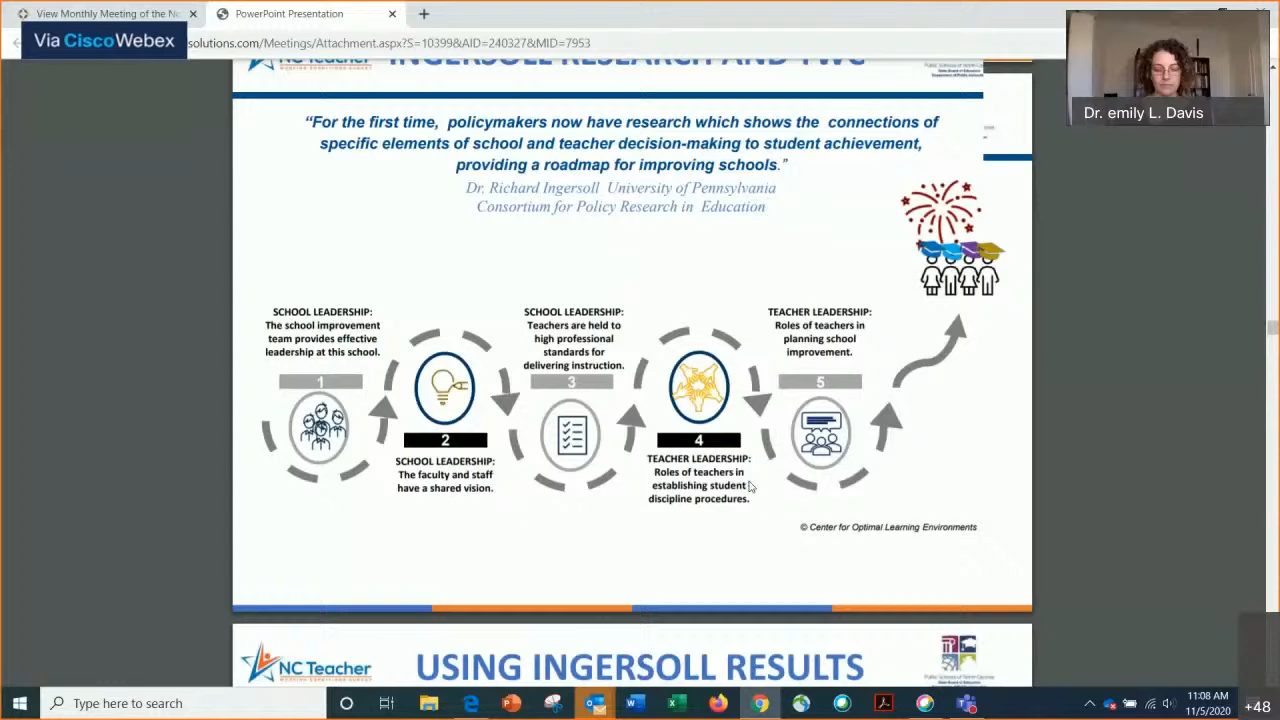 View Monthly Meeting of the No
PowerPoint Presentation
Via CiscoWebex
solutions.com/Meetings/Attachment.aspx?S=10399&AID=240327&MID=7953
Dr. emily L. Davis
NC Teacher
INGERSOLL RESEARCH AND TWC
“For the first time, policymakers now have research which shows the connections of
specific elements of school and teacher decision-making to student achievement,
providing a roadmap for improving schools.”
Dr. Richard Ingersoll University of Pennsylvania
Consortium for Policy Research in Education
SCHOOL LEADERSHIP:
The school improvement
team provides effective
leadership at this school.
1
2
SCHOOL LEADERSHIP:
The faculty and staff
have a shared vision.
SCHOOL LEADERSHIP:
Teachers are held to
high professional
standards for
delivering instruction.
3
4
TEACHER LEADERSHIP:
Roles of teachers in
establishing student
discipline procedures.
TEACHER LEADERSHIP:
Roles of teachers in
planning school
improvement.
5
© Center for Optimal Learning Environments
NC Teacher
WORKING CONDITIONS SURVEY
USING INGERSOLL RESULTS
Type here to search
11:08 AM
11/5/2020
+48